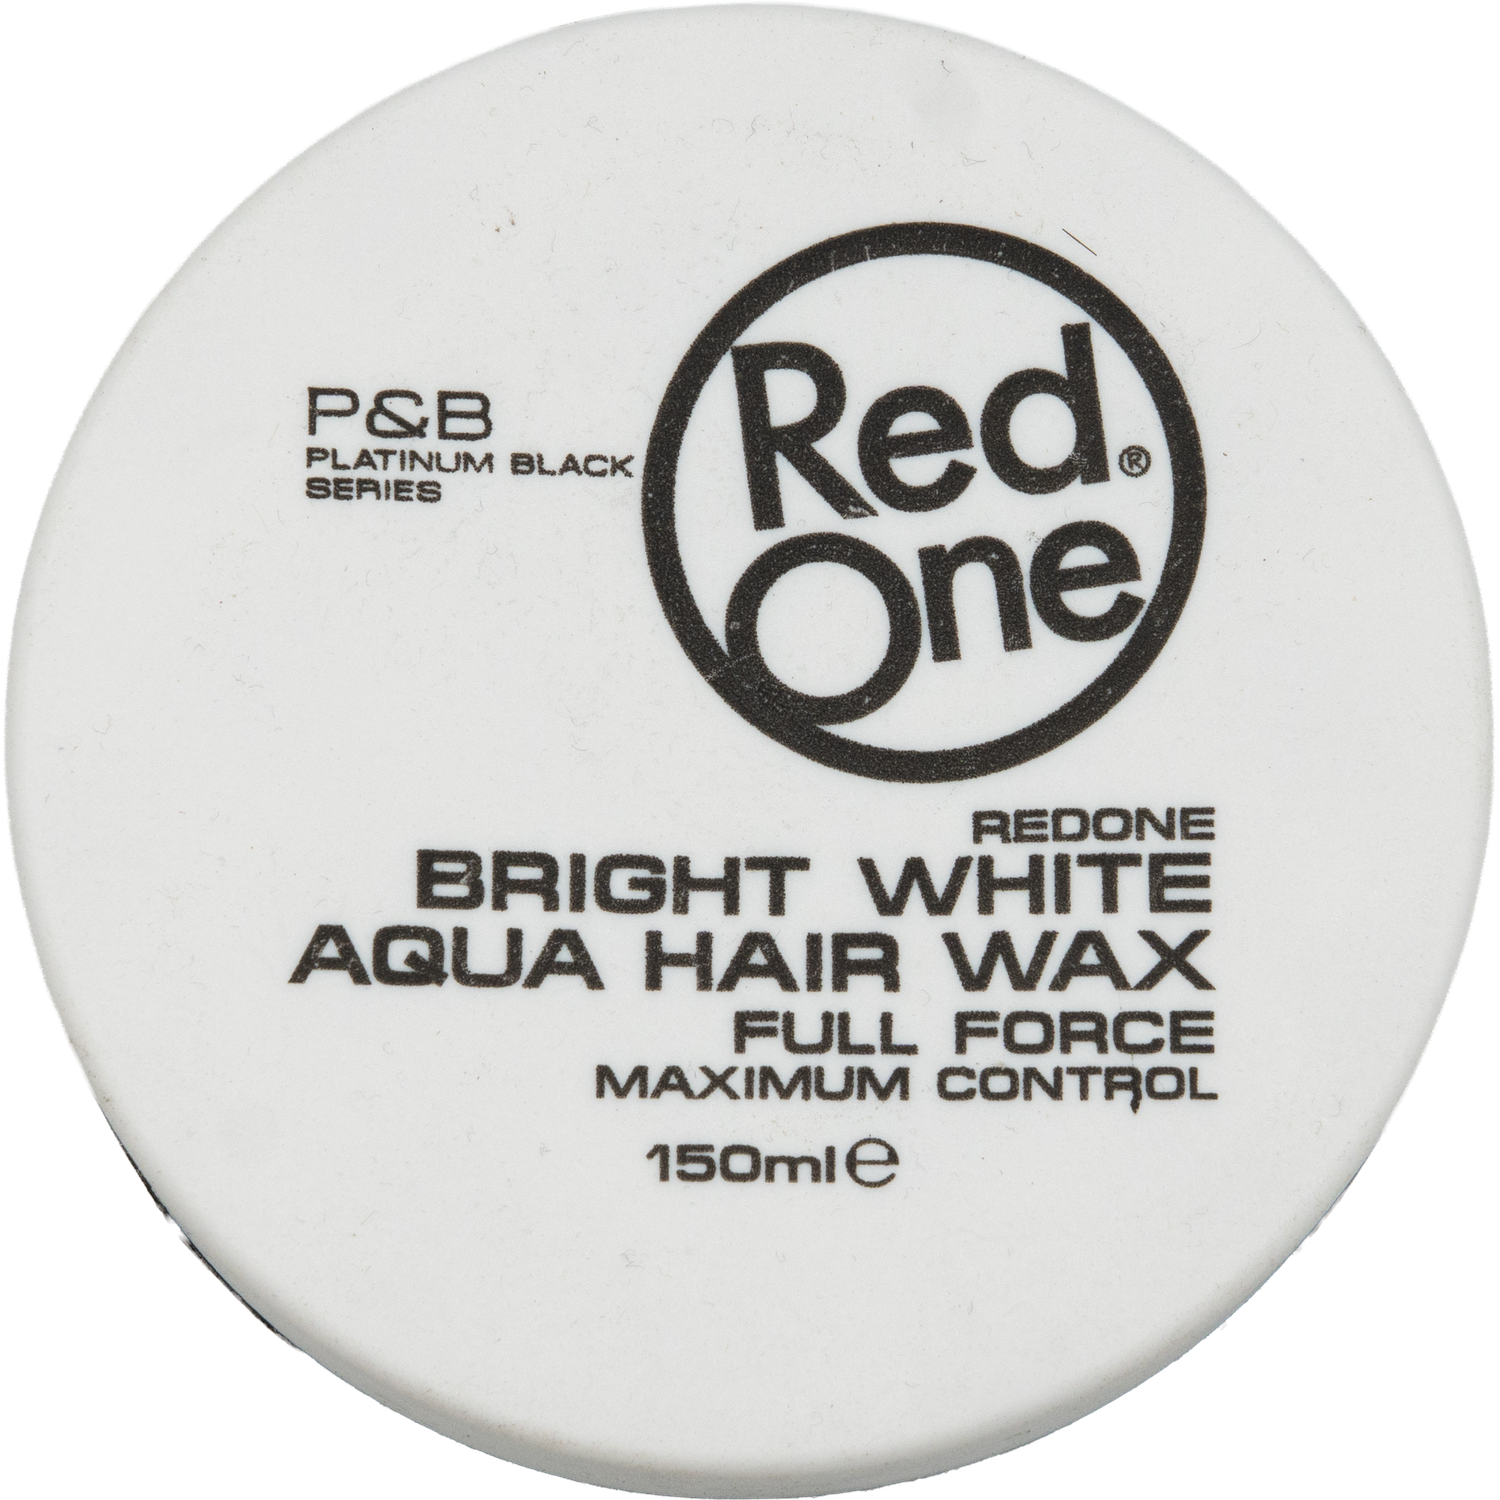 P&B
PLATINUM BLACK
SERIES
Red®
One
REDONE
BRIGHT WHITE
AQUA HAIR WAX
FULL FORCE
MAXIMUM CONTROL
150ml℮